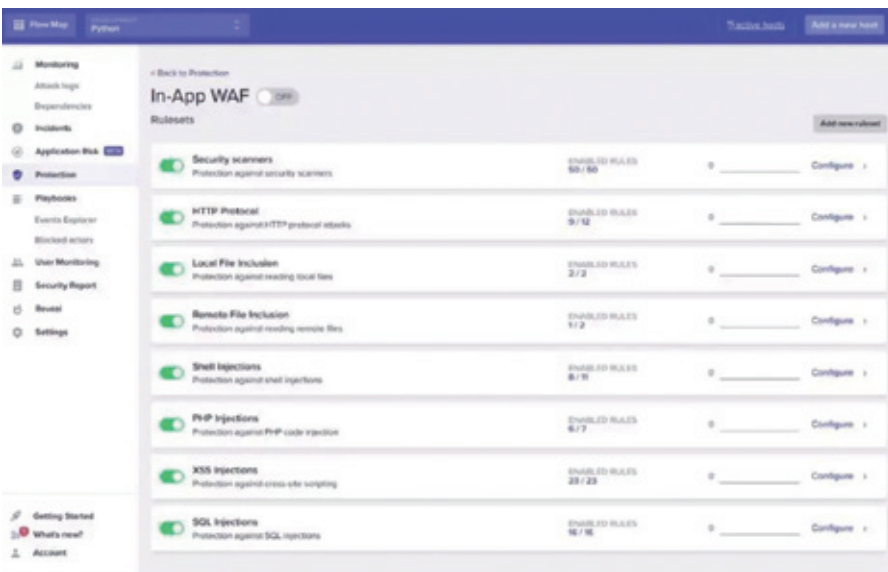 Flow Map
Python
11 active hosts
Add a new host
Monitoring
Attack logs
Dependencies
Incidents
Application Risk BETA
Protection
Playbooks
Events Explorer
Blocked actors
User Monitoring
Security Report
Reveal
Settings
Getting Started
What's new?
Account
< Back to Protection
In-App WAF OFF
Rulesets
Add new ruleset
Security scanners
Protection against security scanners
ENABLED RULES
50 / 50
0
Configure ›
HTTP Protocol
Protection against HTTP protocol attacks
ENABLED RULES
9 / 12
0
Configure ›
Local File Inclusion
Protection against reading local files
ENABLED RULES
2 / 2
0
Configure ›
Remote File Inclusion
Protection against reading remote files
ENABLED RULES
1 / 2
0
Configure ›
Shell Injections
Protection against shell injections
ENABLED RULES
8 / 11
0
Configure ›
PHP Injections
Protection against PHP code injection
ENABLED RULES
6 / 7
0
Configure ›
XSS Injections
Protection against cross-site scripting
ENABLED RULES
23 / 23
0
Configure ›
SQL Injections
Protection against SQL injections
ENABLED RULES
16 / 16
0
Configure ›